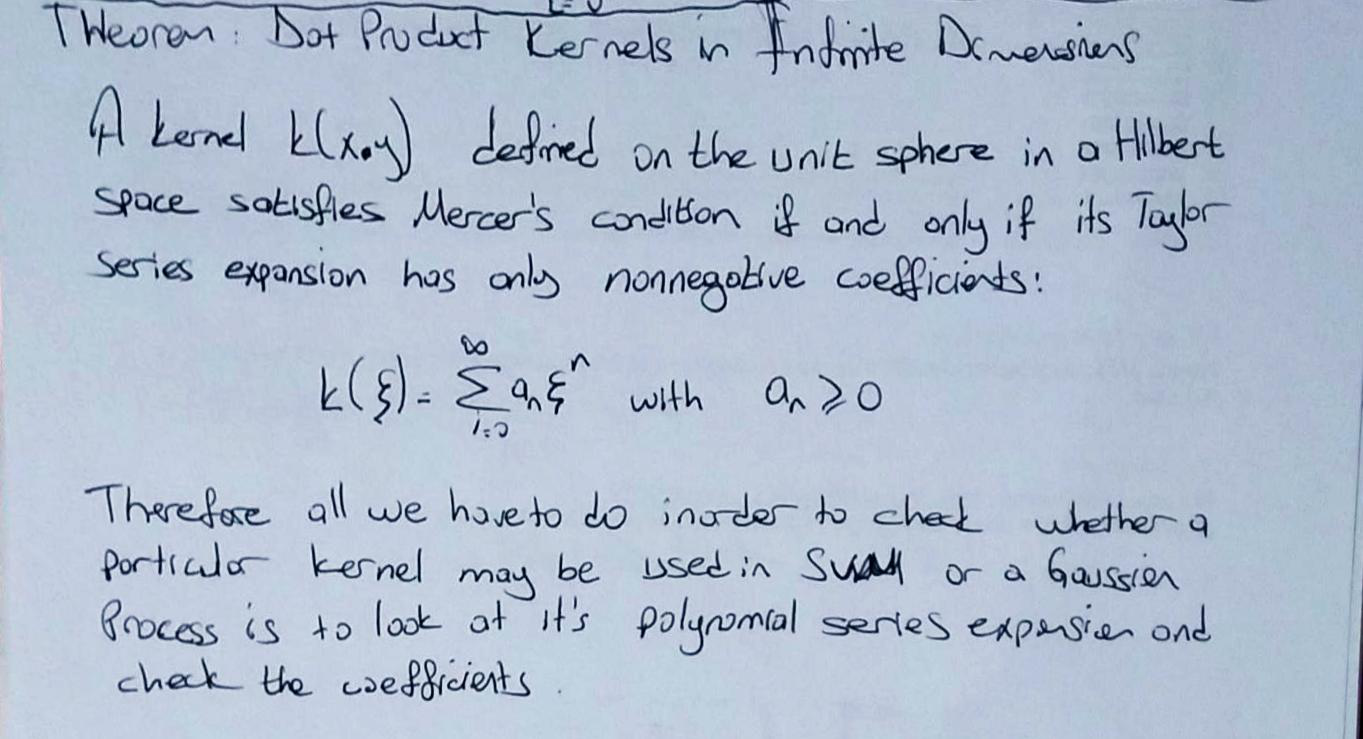 Theorem: Dot Product Kernels in Infinite Dimensions
A kernel k(x•y) defined on the unit sphere in a Hilbert
space satisfies Mercer's condition if and only if its Taylor
series expansion has only nonnegative coefficients:
k(ξ) = ∑_{i=0}^{∞} aₙξⁿ with aₙ ⩾ 0
Therefore all we have to do inorder to check whether a
particular kernel may be used in or a Gaussian
Process is to look at it's polynomial series expansion and
check the coefficients.